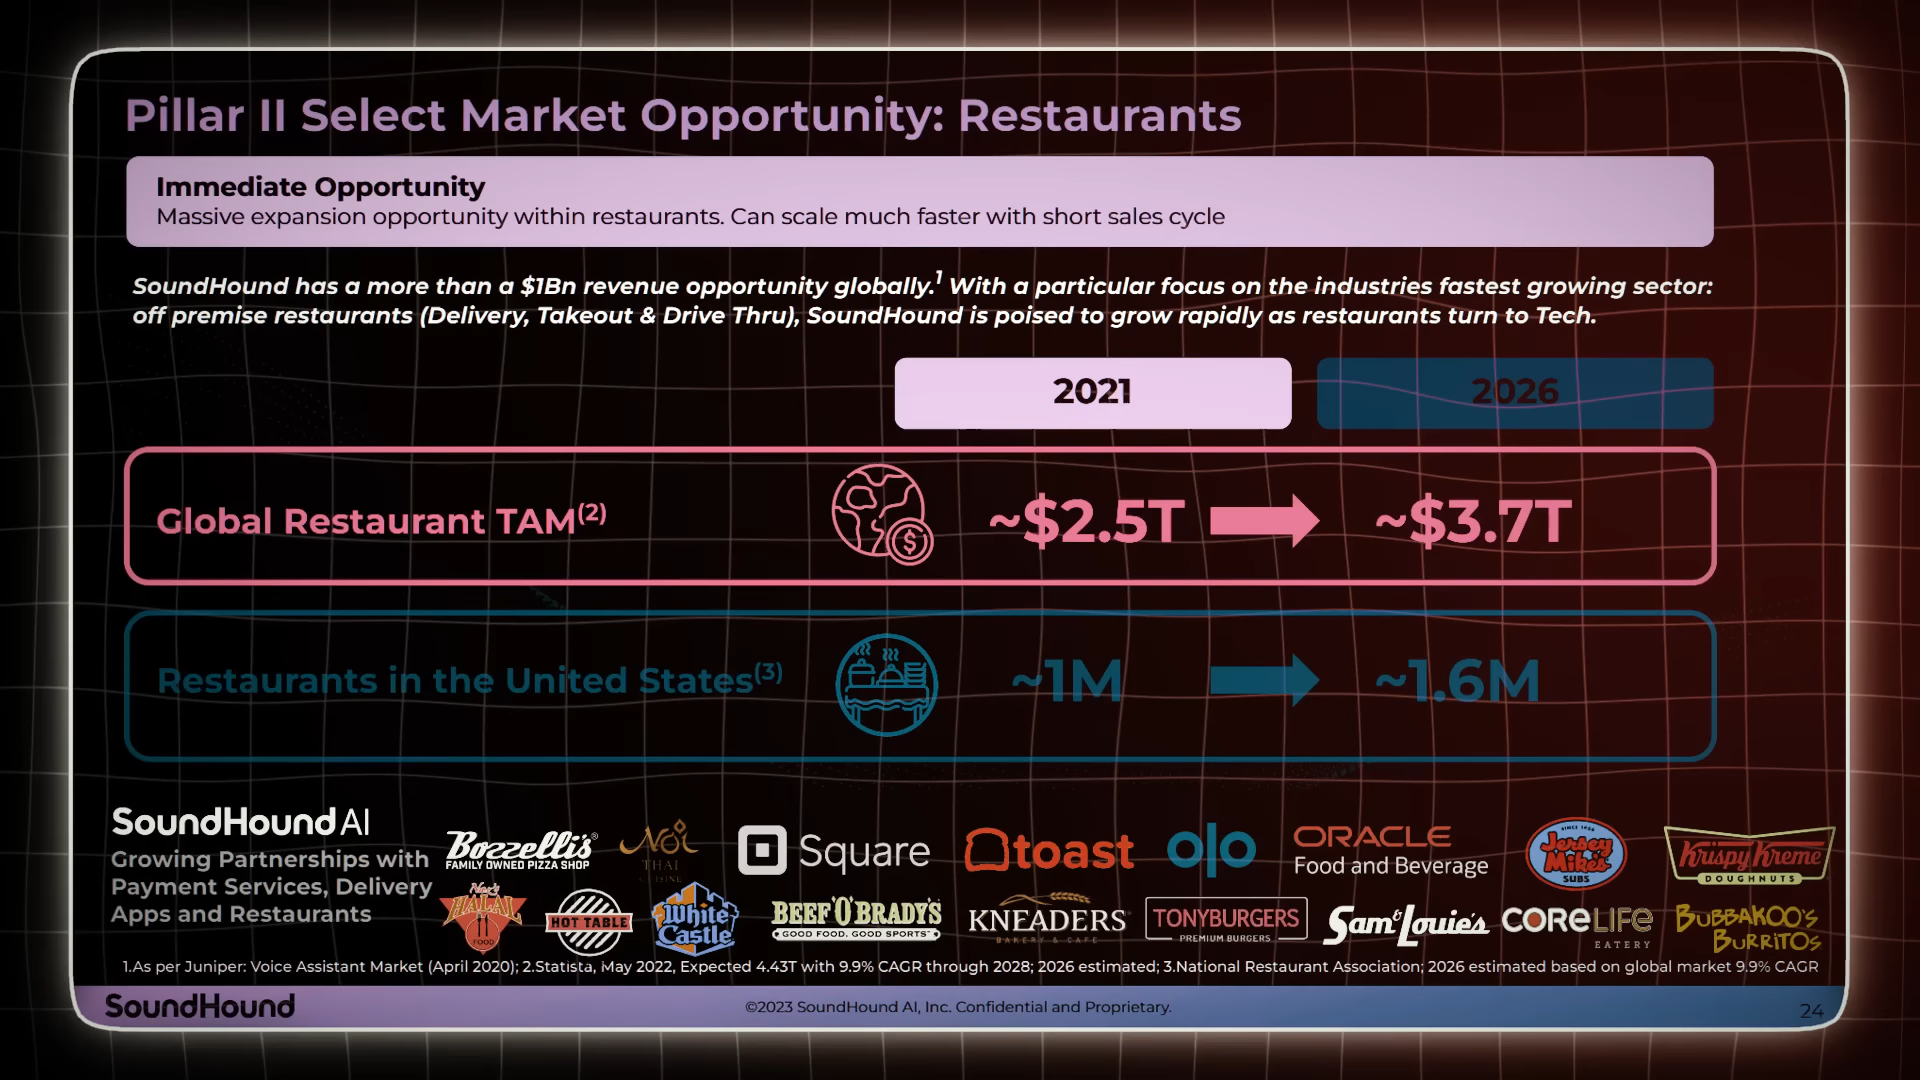 Pillar II Select Market Opportunity: Restaurants
Immediate Opportunity
Massive expansion opportunity within restaurants. Can scale much faster with short sales cycle
SoundHound has a more than a $1Bn revenue opportunity globally.1 With a particular focus on the industries fastest growing sector:
off premise restaurants (Delivery, Takeout & Drive Thru), SoundHound is poised to grow rapidly as restaurants turn to Tech.
2021 2026
Global Restaurant TAM(2) ~$2.5T ~$3.7T
Restaurants in the United States(3) ~1M ~1.6M
SoundHound AI
Growing Partnerships with
Payment Services, Delivery
Apps and Restaurants
Bozzelli's
FAMILY OWNED PIZZA SHOP
Noi
THAI
CUISINE
Square
toast
olo
ORACLE
Food and Beverage
SINCE 1956
Jersey
Mike's
SUBS
Krispy Kreme
DOUGHNUTS
Naz's
HALAL
FOOD
HOT TABLE
White
Castle
BEEF 'O' BRADY'S
GOOD FOOD. GOOD SPORTS
KNEADERS
BAKERY & CAFE
TONYBURGERS
PREMIUM BURGERS
Sam & Louie's
CORELIFE
EATERY
BUBBAKOO'S
BURRITOS
1.As per Juniper: Voice Assistant Market (April 2020); 2.Statista, May 2022, Expected 4.43T with 9.9% CAGR through 2028; 2026 estimated; 3.National Restaurant Association; 2026 estimated based on global market 9.9% CAGR
SoundHound
©2023 SoundHound AI, Inc. Confidential and Proprietary.
24